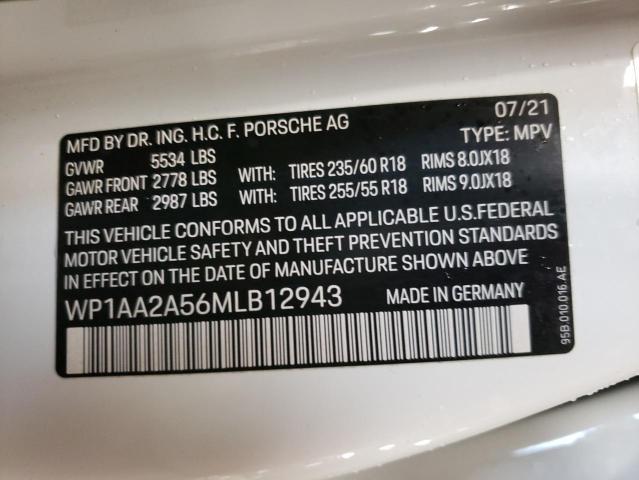 MFD BY DR. ING. H.C. F. PORSCHE AG 07/21
GVWR 5534 LBS TYPE: MPV
GAWR FRONT 2778 LBS WITH: TIRES 235/60 R18 RIMS 8.0JX18
GAWR REAR 2987 LBS WITH: TIRES 255/55 R18 RIMS 9.0JX18
THIS VEHICLE CONFORMS TO ALL APPLICABLE U.S.FEDERAL
MOTOR VEHICLE SAFETY AND THEFT PREVENTION STANDARDS
IN EFFECT ON THE DATE OF MANUFACTURE SHOWN ABOVE
WP1AA2A56MLB12943 MADE IN GERMANY
95B.010.016.AE